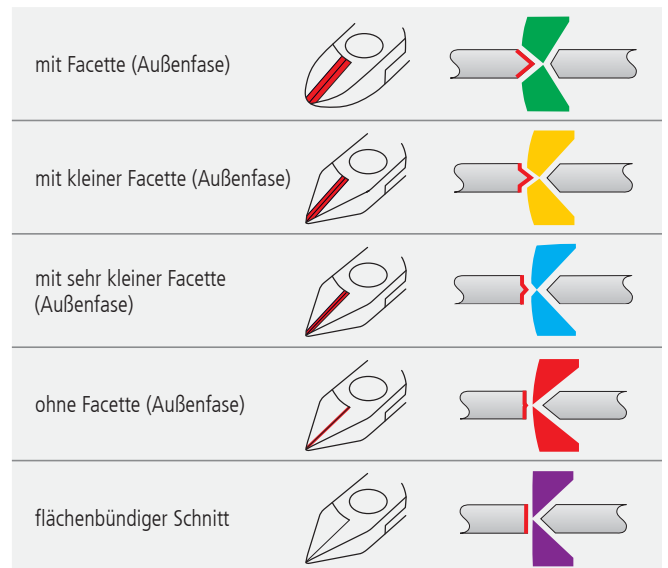 mit Facette (Außenfase)
mit kleiner Facette (Außenfase)
mit sehr kleiner Facette
(Außenfase)
ohne Facette (Außenfase)
flächenbündiger Schnitt